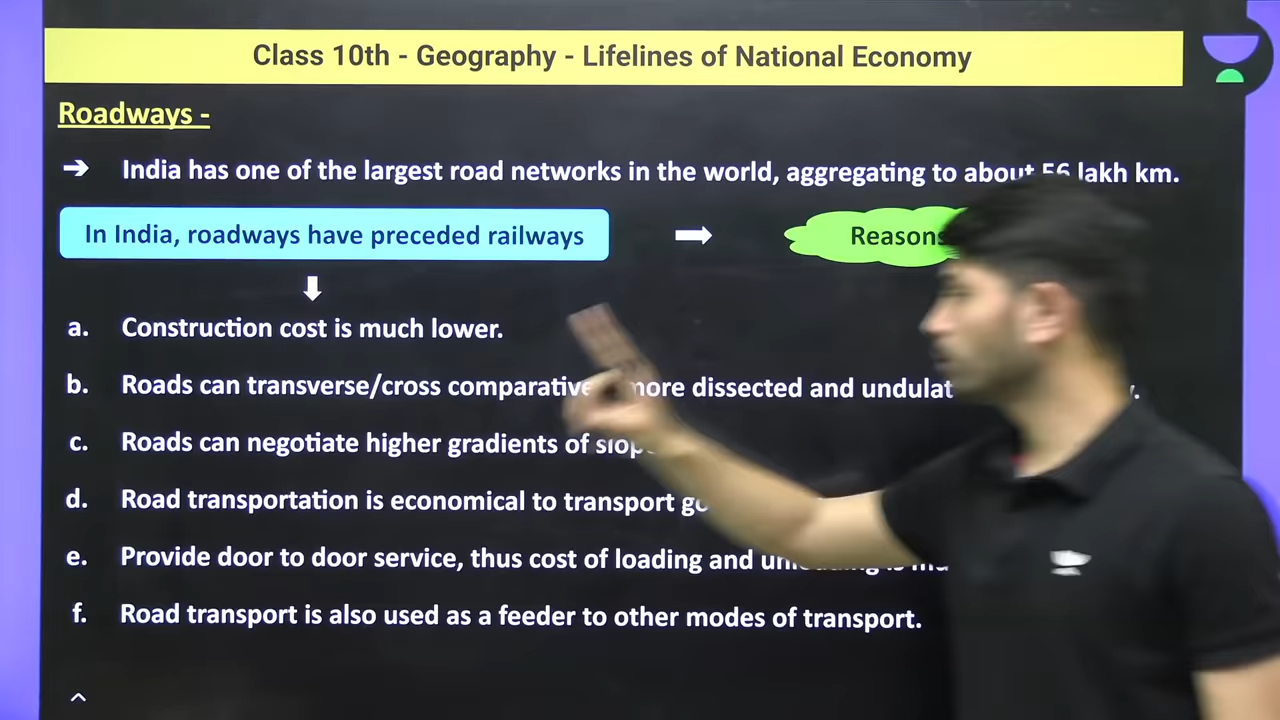 Class 10th - Geography - Lifelines of National Economy
Roadways -
➔ India has one of the largest road networks in the world, aggregating to about 56 lakh km.
In India, roadways have preceded railways
Reasons
a. Construction cost is much lower.
b. Roads can transverse/cross more dissected and
c. Roads can negotiate higher gradients of
d. Road transportation is economical to transport
e. Provide door to door service, thus cost of loading and
f. Road transport is also used as a feeder to other modes of transport.